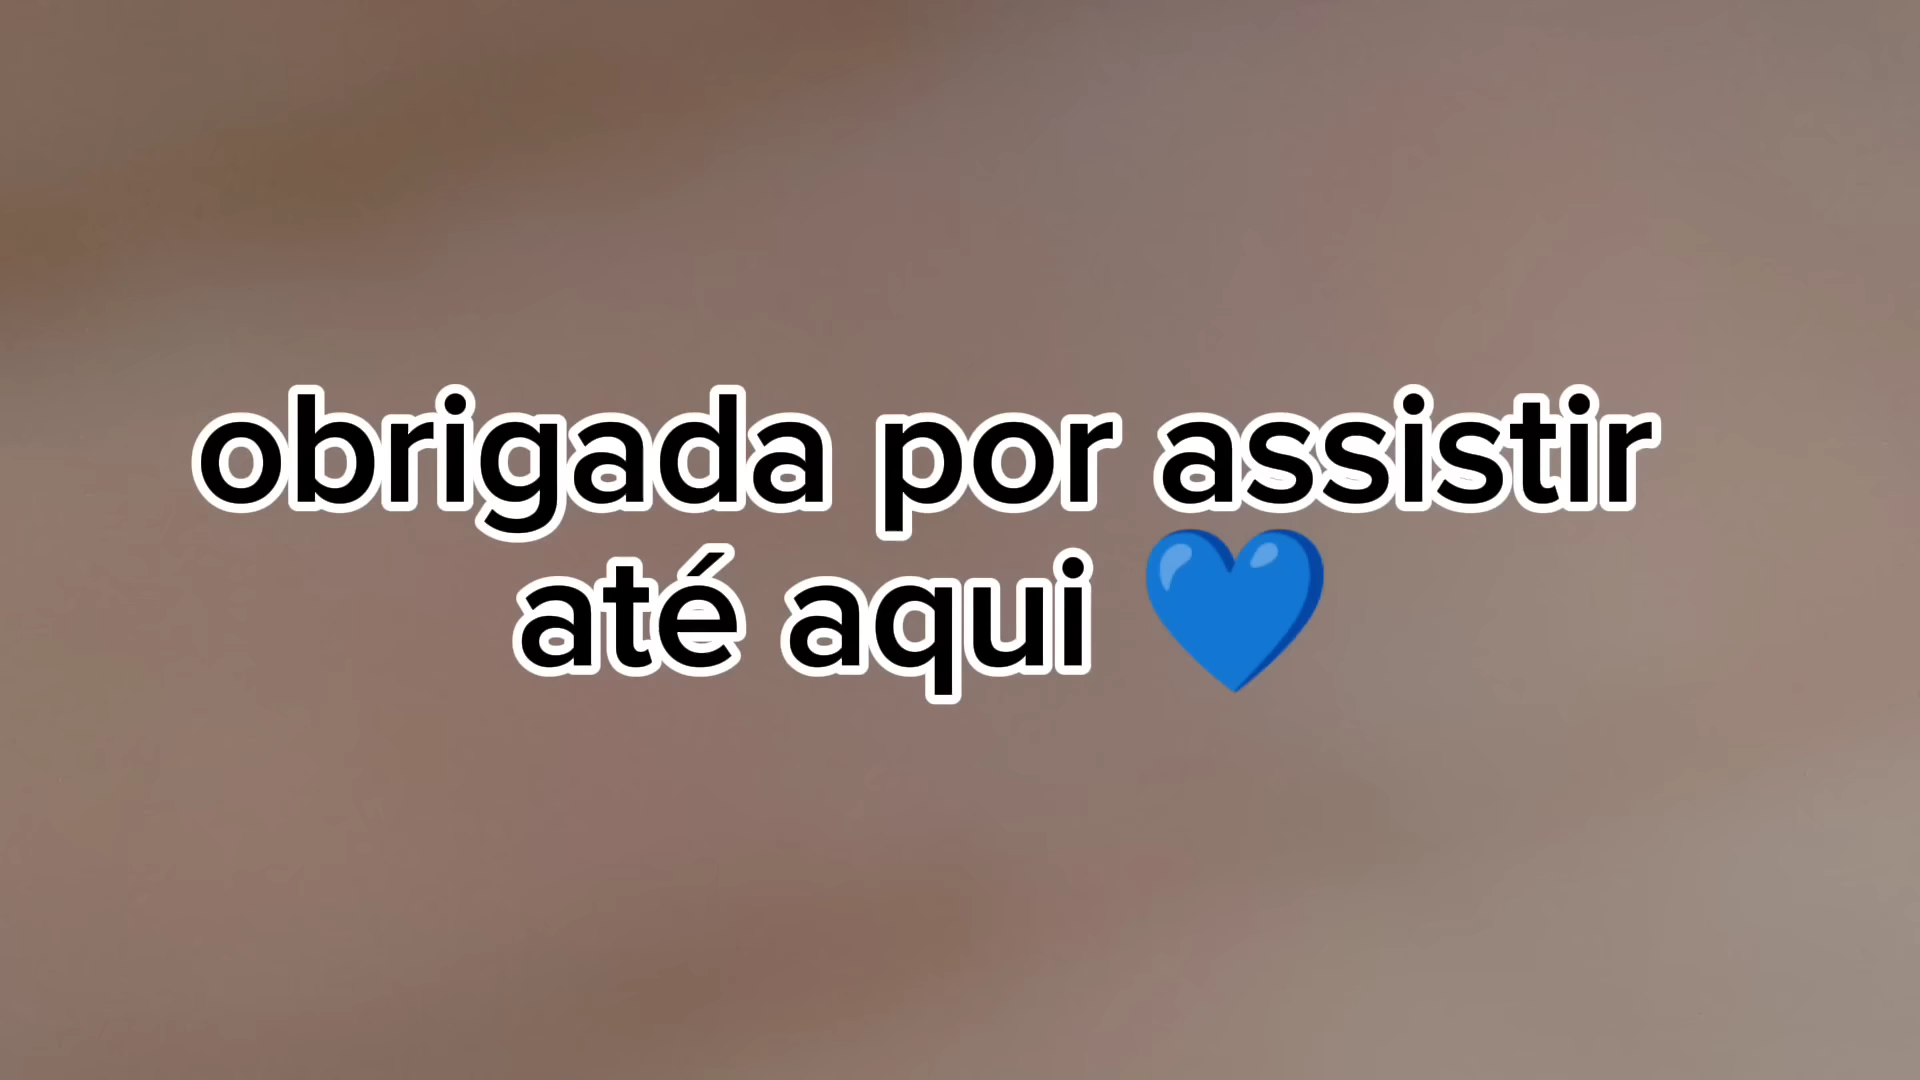 obrigada por assistir
até aqui 💙